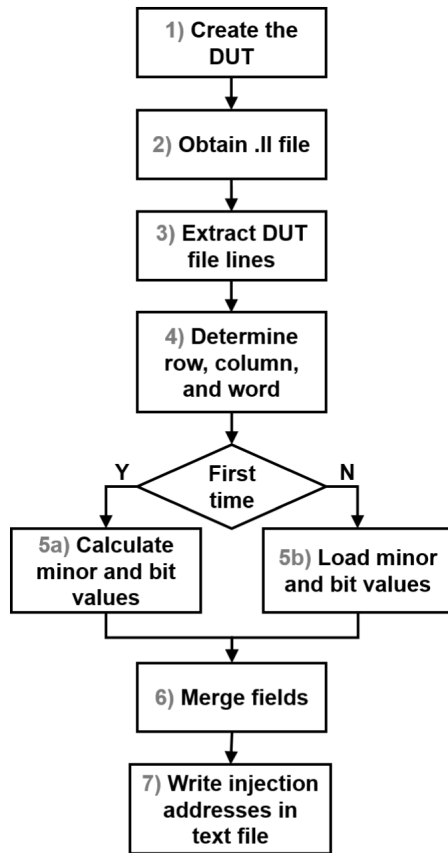 1) Create the
DUT
2) Obtain .ll file
3) Extract DUT
file lines
4) Determine
row, column,
and word
Y
First
time
N
5a) Calculate
minor and bit
values
5b) Load minor
and bit values
6) Merge fields
7) Write injection
addresses in
text file